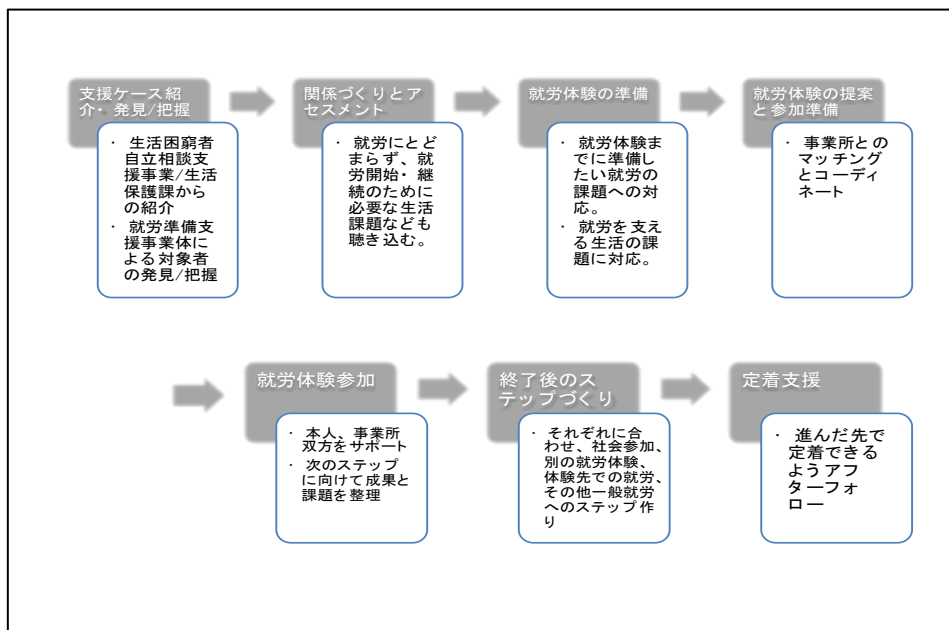 支援ケース紹
介・発見/把握
・ 生活困窮者
自立相談支
援事業/生活
保護課から
の紹介
・ 就労準備支
援事業体に
よる対象者
の発見/把握
関係づくりとア
セスメント
・ 就労にとど
まらず、就
労開始・継
続のために
必要な生活
課題なども
聴き込む。
就労体験の準備
・ 就労体験ま
でに準備し
たい就労の
課題への対
応。
・ 就労を支え
る生活の課
題に対応。
就労体験の提案
と参加準備
・ 事業所との
マッチング
とコーディ
ネート
就労体験参加
・ 本人、事業所
双方をサポート
・ 次のステップ
に向けて成果と
課題を整理
終了後のス
テップづくり
・ それぞれに合
わせ、社会参加、
別の就労体験、
体験先での就労、
その他一般就労
へのステップ作
り
定着支援
・ 進んだ先で
定着できる
ようアフ
ターフォ
ロー